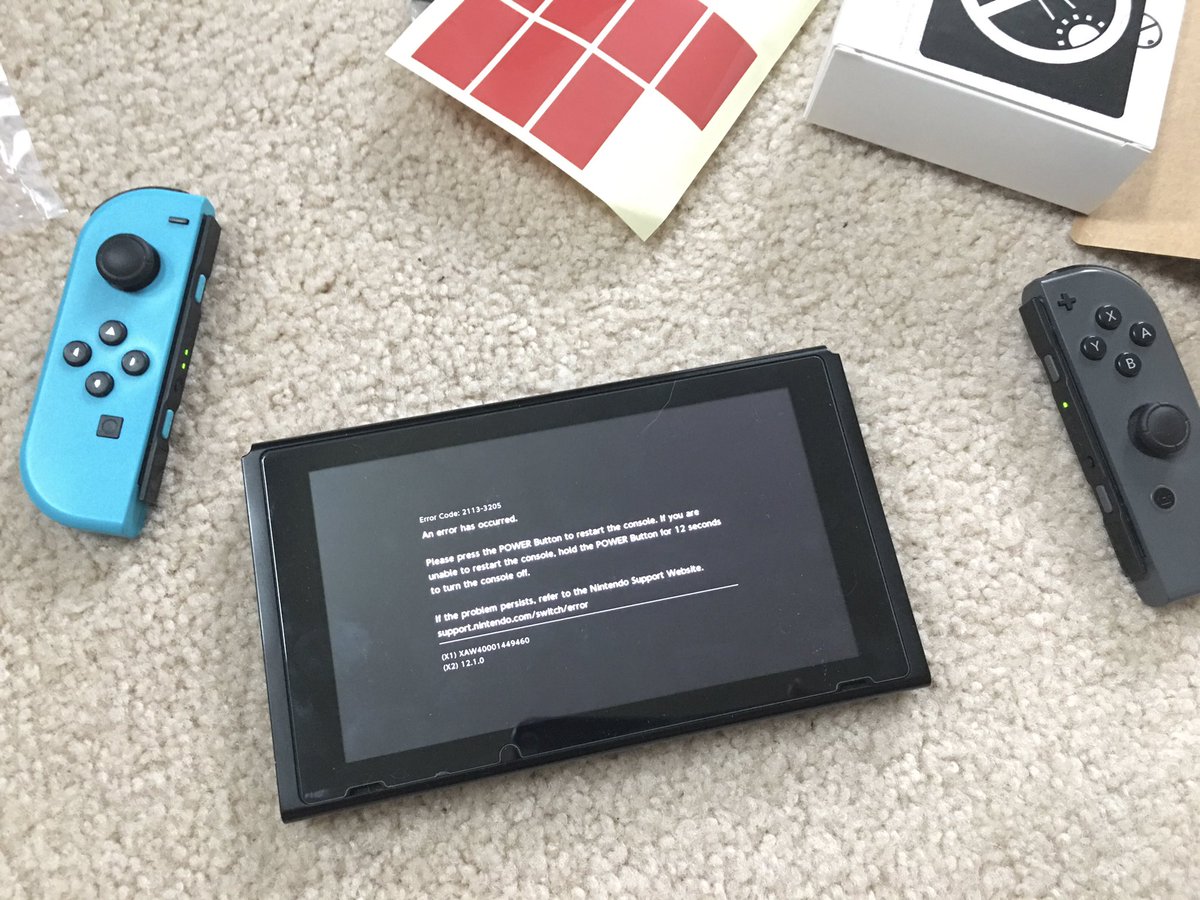 Error Code: 2113-3205
An error has occurred.
Please press the POWER Button to restart the console. If you are
unable to restart the console, hold the POWER Button for 12 seconds
to turn the console off.
If the problem persists, refer to the Nintendo Support Website.
support.nintendo.com/switch/error
(X1) XAW40001449460
(X2) 12.1.0
X
A
Y
B